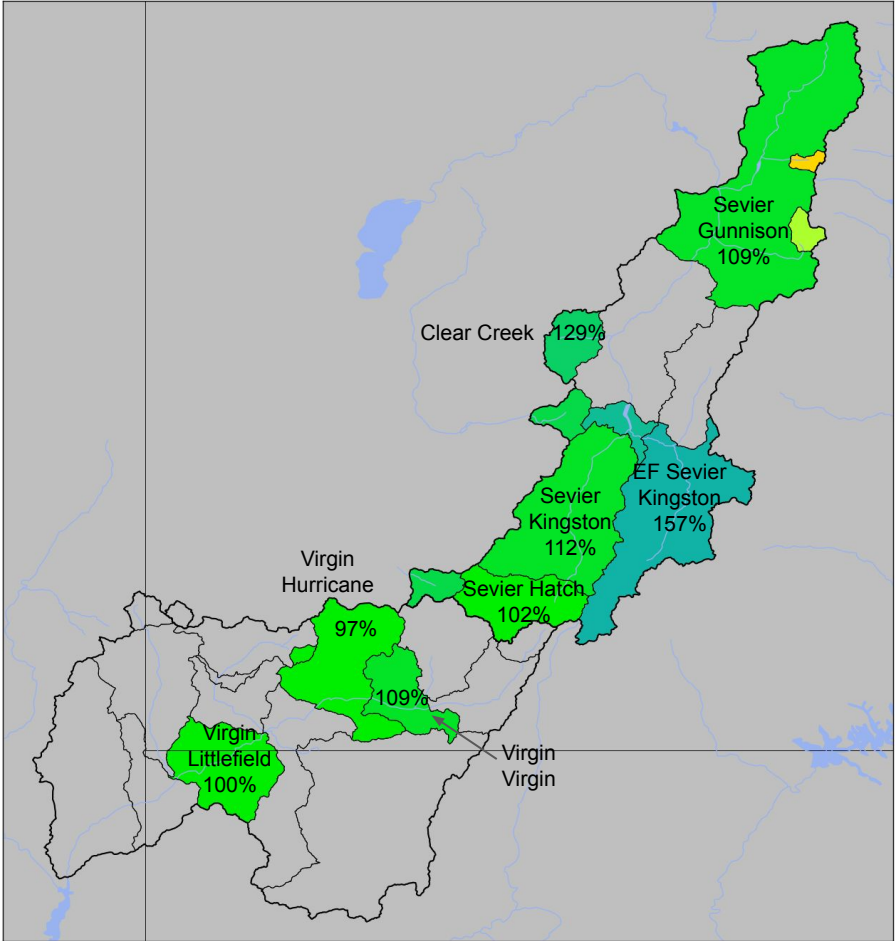 Sevier
Gunnison
109%
Clear Creek
129%
EF Sevier
Kingston
157%
Sevier
Kingston
112%
Virgin
Hurricane
Sevier Hatch
102%
97%
109%
Virgin
Littlefield
100%
Virgin
Virgin